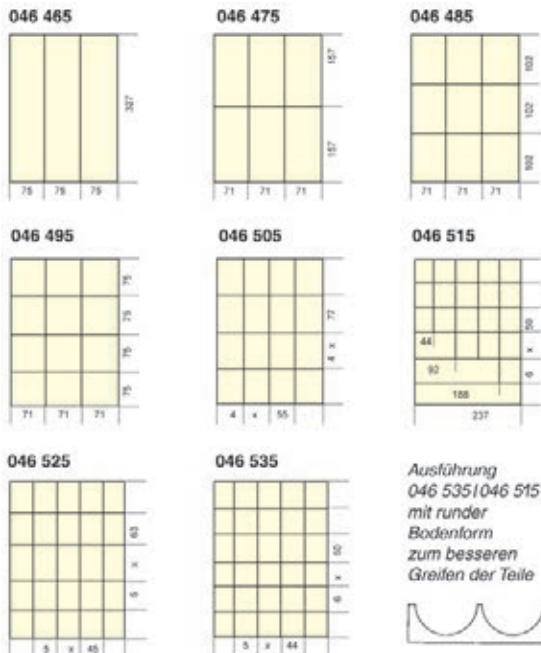 046 465
046 475
046 485
327
75 75 75
157
157
71 71 71
102
102
102
71 71 71
046 495
046 505
046 515
75
75
75
75
71 71 71
4 x 77
4 x 55
6 x 50
44
92
188
237
046 525
046 535
5 x 63
5 x 45
6 x 50
5 x 44
Ausführung
046 535/046 515
mit runder
Bodenform
zum besseren
Greifen der Teile